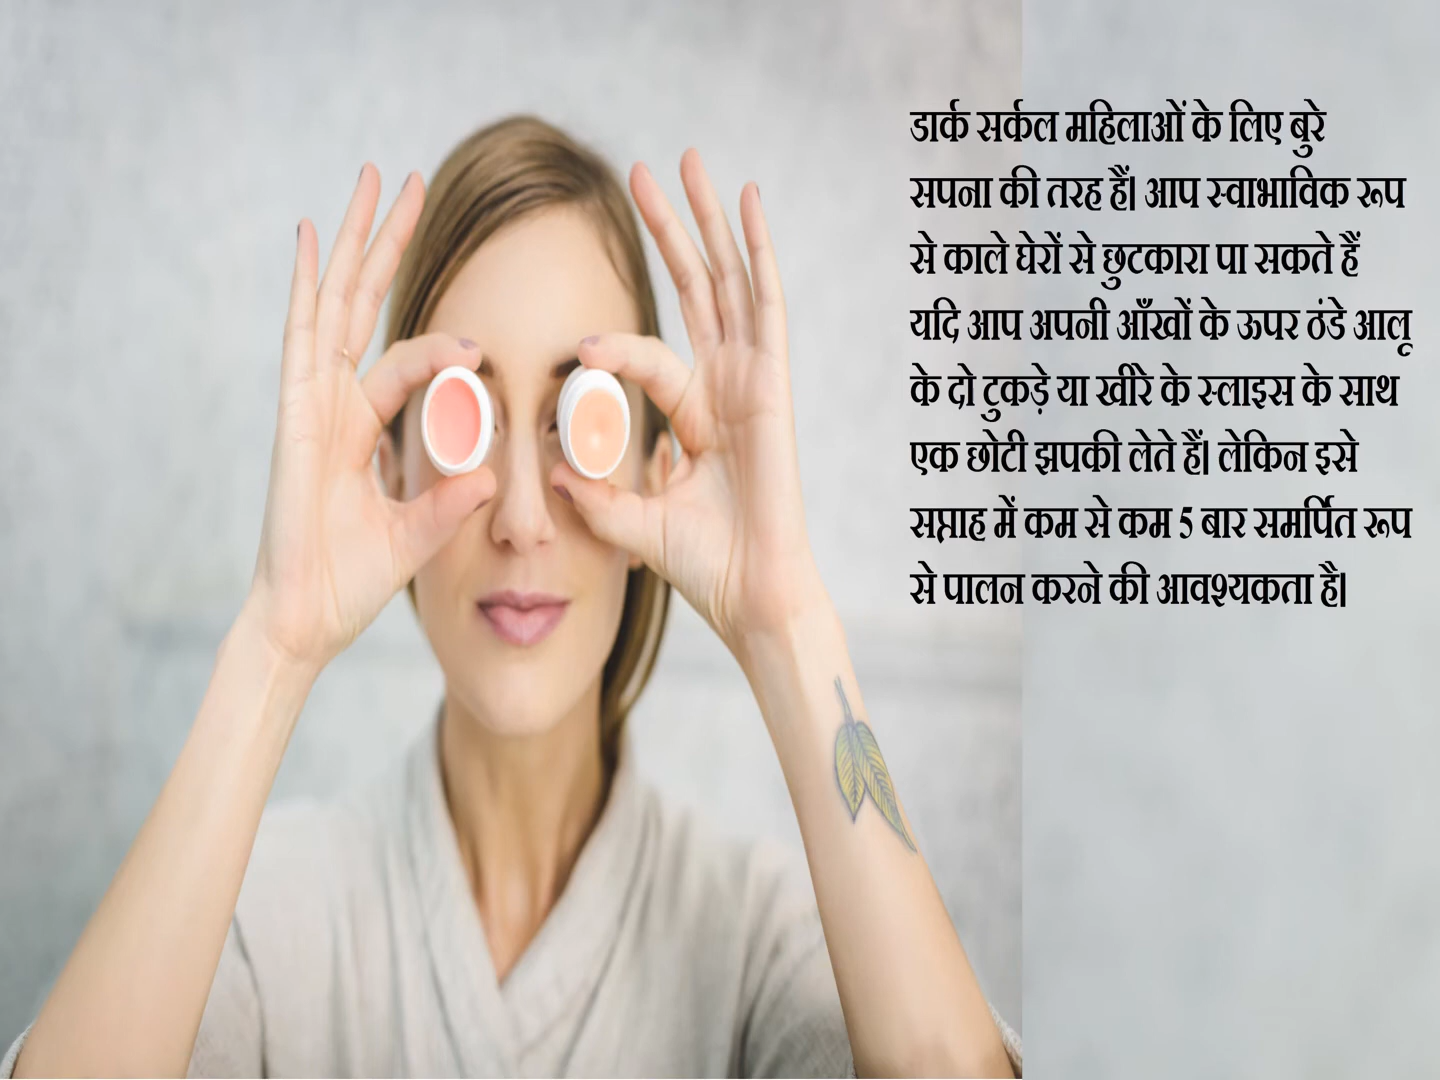 डार्क सर्कल महिलाओं के लिए बुरे
सपना की तरह हैं| आप स्वाभाविक रूप
से काले घेरों से छुटकारा पा सकते हैं
यदि आप अपनी आँखों के ऊपर ठंडे आलू
के दो टुकड़े या खीरे के स्लाइस के साथ
एक छोटी झपकी लेते हैं| लेकिन इसे
सप्ताह में कम से कम 5 बार समर्पित रूप
से पालन करने की आवश्यकता है|